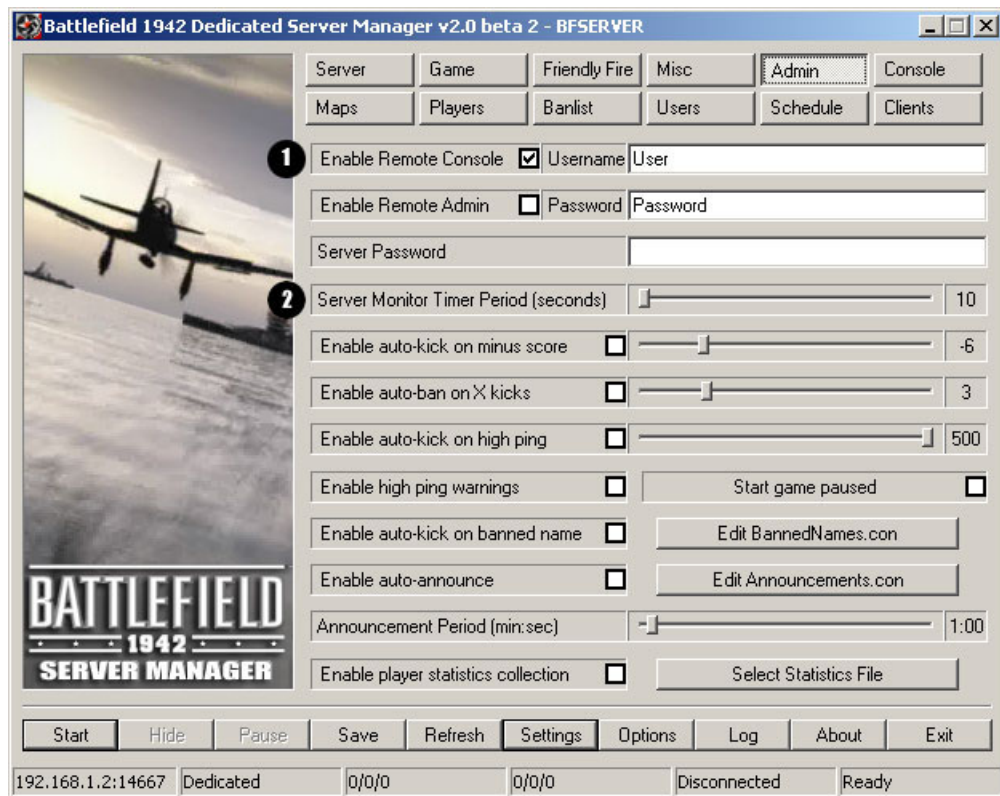 Battlefield 1942 Dedicated Server Manager v2.0 beta 2 - BFSERVER
Server Game Friendly Fire Misc Admin Console
Maps Players Banlist Users Schedule Clients
1 Enable Remote Console Username User
Enable Remote Admin Password Password
Server Password
2 Server Monitor Timer Period (seconds) 10
Enable auto-kick on minus score -6
Enable auto-ban on X kicks 3
Enable auto-kick on high ping 500
Enable high ping warnings Start game paused
Enable auto-kick on banned name Edit BannedNames.con
Enable auto-announce Edit Announcements.con
Announcement Period (min:sec) 1:00
Enable player statistics collection Select Statistics File
BATTLEFIELD
1942
SERVER MANAGER
Start Hide Pause Save Refresh Settings Options Log About Exit
192.168.1.2:14667 Dedicated 0/0/0 0/0/0 Disconnected Ready